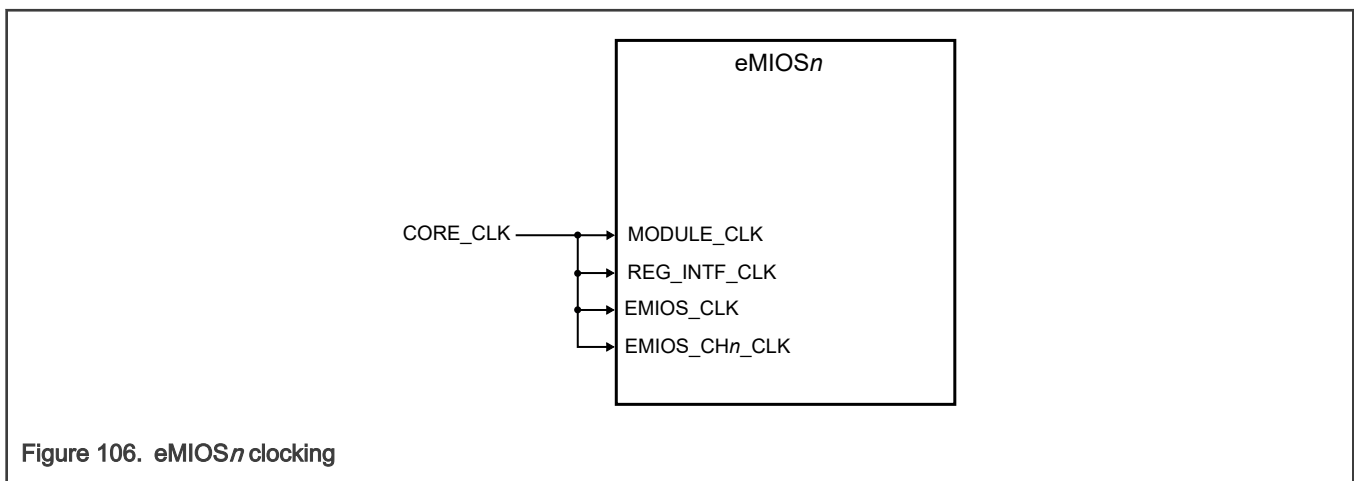 eMIOSn
CORE_CLK
MODULE_CLK
REG_INTF_CLK
EMIOS_CLK
EMIOS_CHn_CLK
Figure 106. eMIOSn clocking